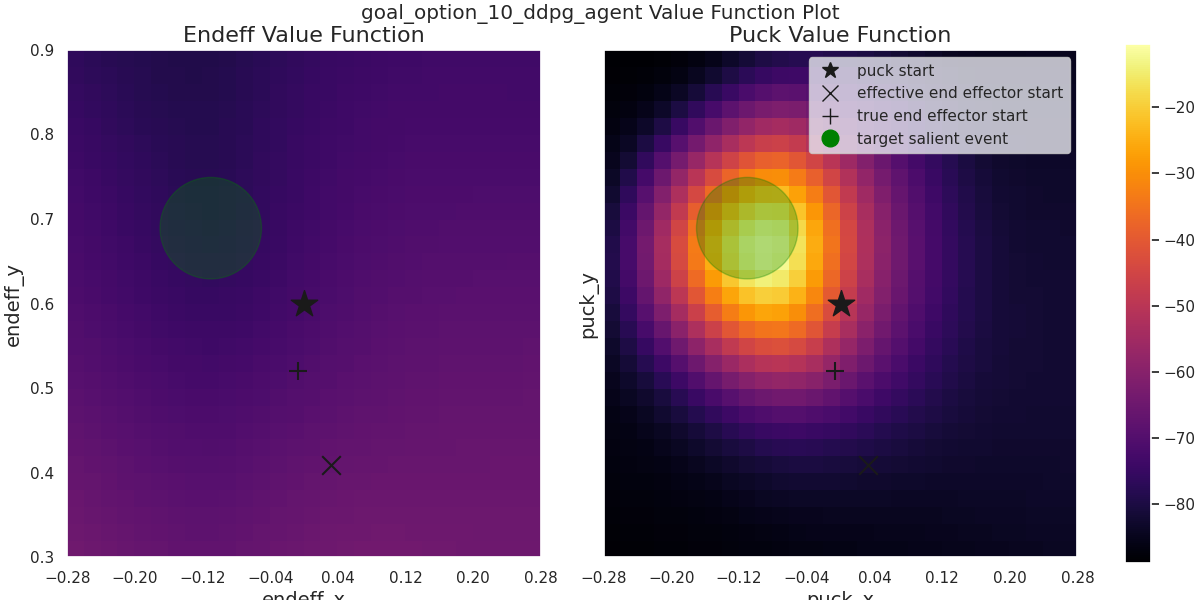 goal_option_10_ddpg_agent Value Function Plot
Endeff Value Function
Puck Value Function
0.9
0.8
0.7
0.6
0.5
0.4
0.3
endeff_y
−0.28
−0.20
−0.12
−0.04
0.04
0.12
0.20
0.28
endeff_x
puck_y
puck start
effective end effector start
true end effector start
target salient event
−0.28
−0.20
−0.12
−0.04
0.04
0.12
0.20
0.28
puck_x
−20
−30
−40
−50
−60
−70
−80